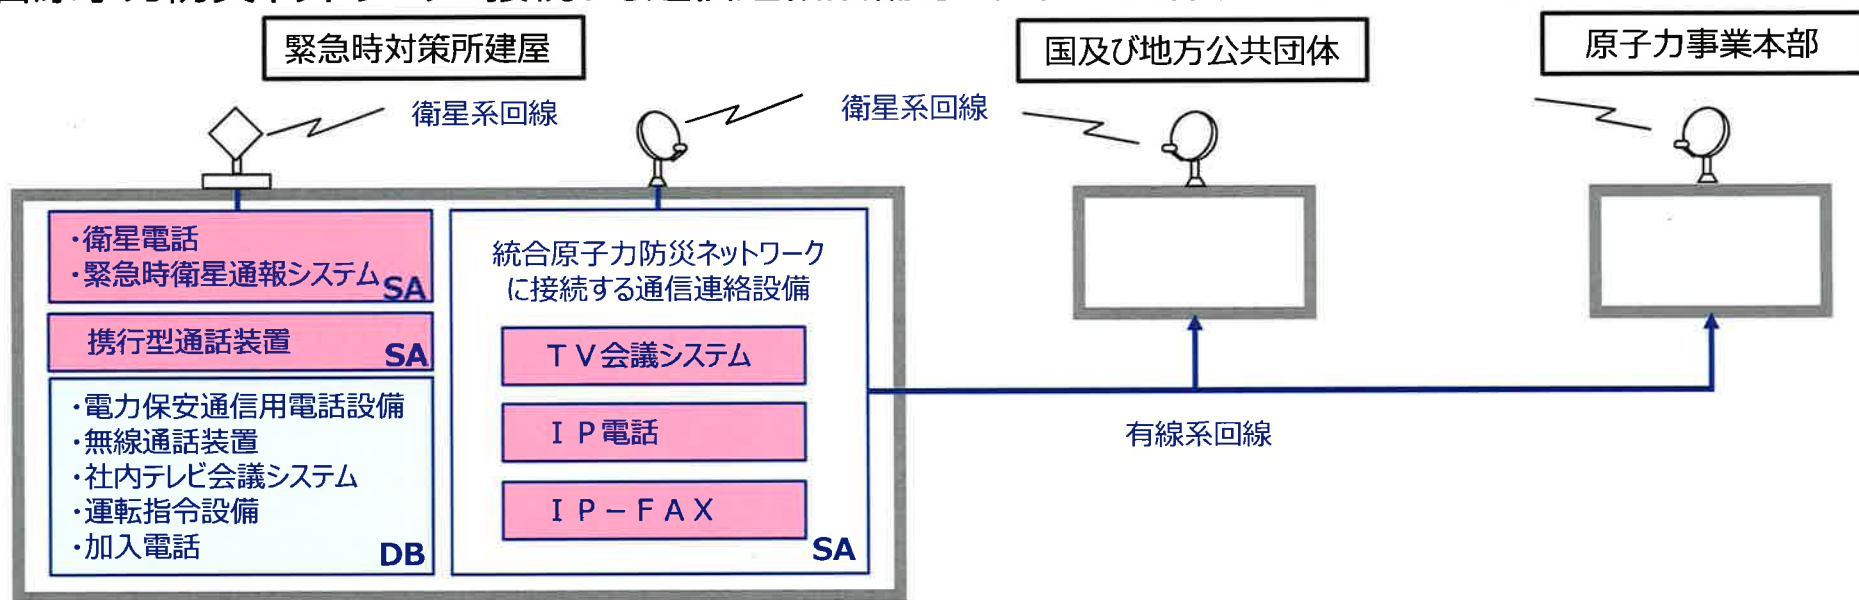 緊急時対策所建屋
国及び地方公共団体
原子力事業本部
衛星系回線
衛星系回線
・衛星電話
・緊急時衛星通報システム
SA
携行型通話装置
SA
・電力保安通信用電話設備
・無線通話装置
・社内テレビ会議システム
・運転指令設備
・加入電話
DB
統合原子力防災ネットワーク
に接続する通信連絡設備
ＴＶ会議システム
ＩＰ電話
ＩＰ－ＦＡＸ
SA
有線系回線